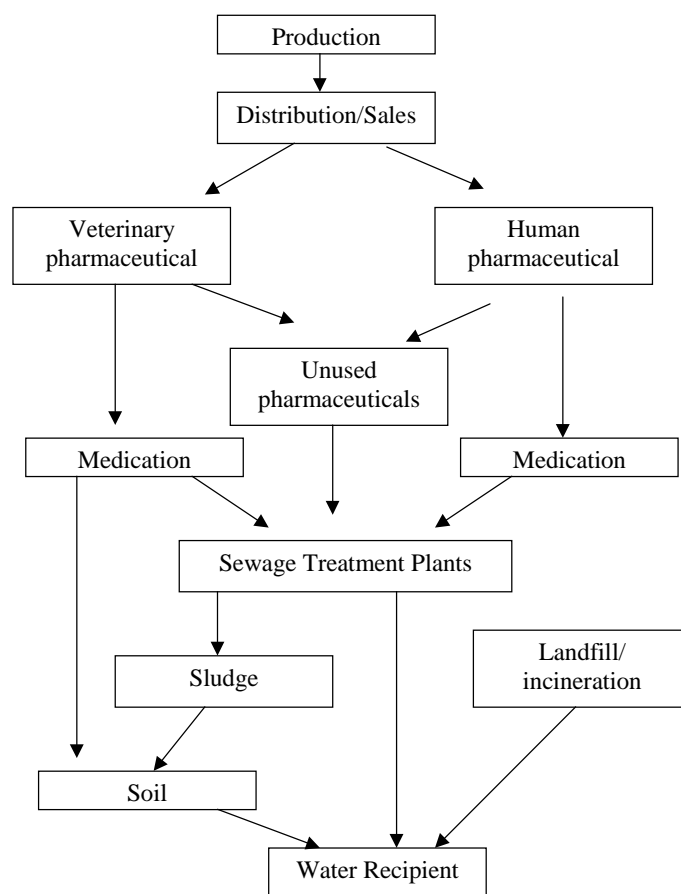 Production
Distribution/Sales
Veterinary
pharmaceutical
Human
pharmaceutical
Unused
pharmaceuticals
Medication
Medication
Sewage Treatment Plants
Sludge
Landfill/
incineration
Soil
Water Recipient